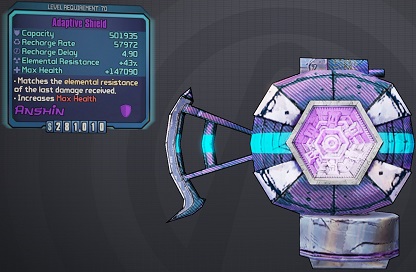 LEVEL REQUIREMENT: 70
Adaptive Shield
Capacity 501935
Recharge Rate 57972
Recharge Delay 4.90
Elemental Resistance +43%
Max Health +147090
• Matches the elemental resistance
of the last damage received.
• Increases Max Health
ANSHIN
$281010